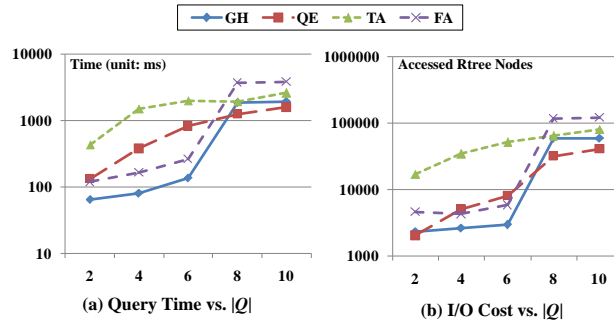 GH QE TA FA
Time (unit: ms)
10000
1000
100
10
2 4 6 8 10
(a) Query Time vs. |Q|
Accessed Rtree Nodes
1000000
100000
10000
1000
2 4 6 8 10
(b) I/O Cost vs. |Q|